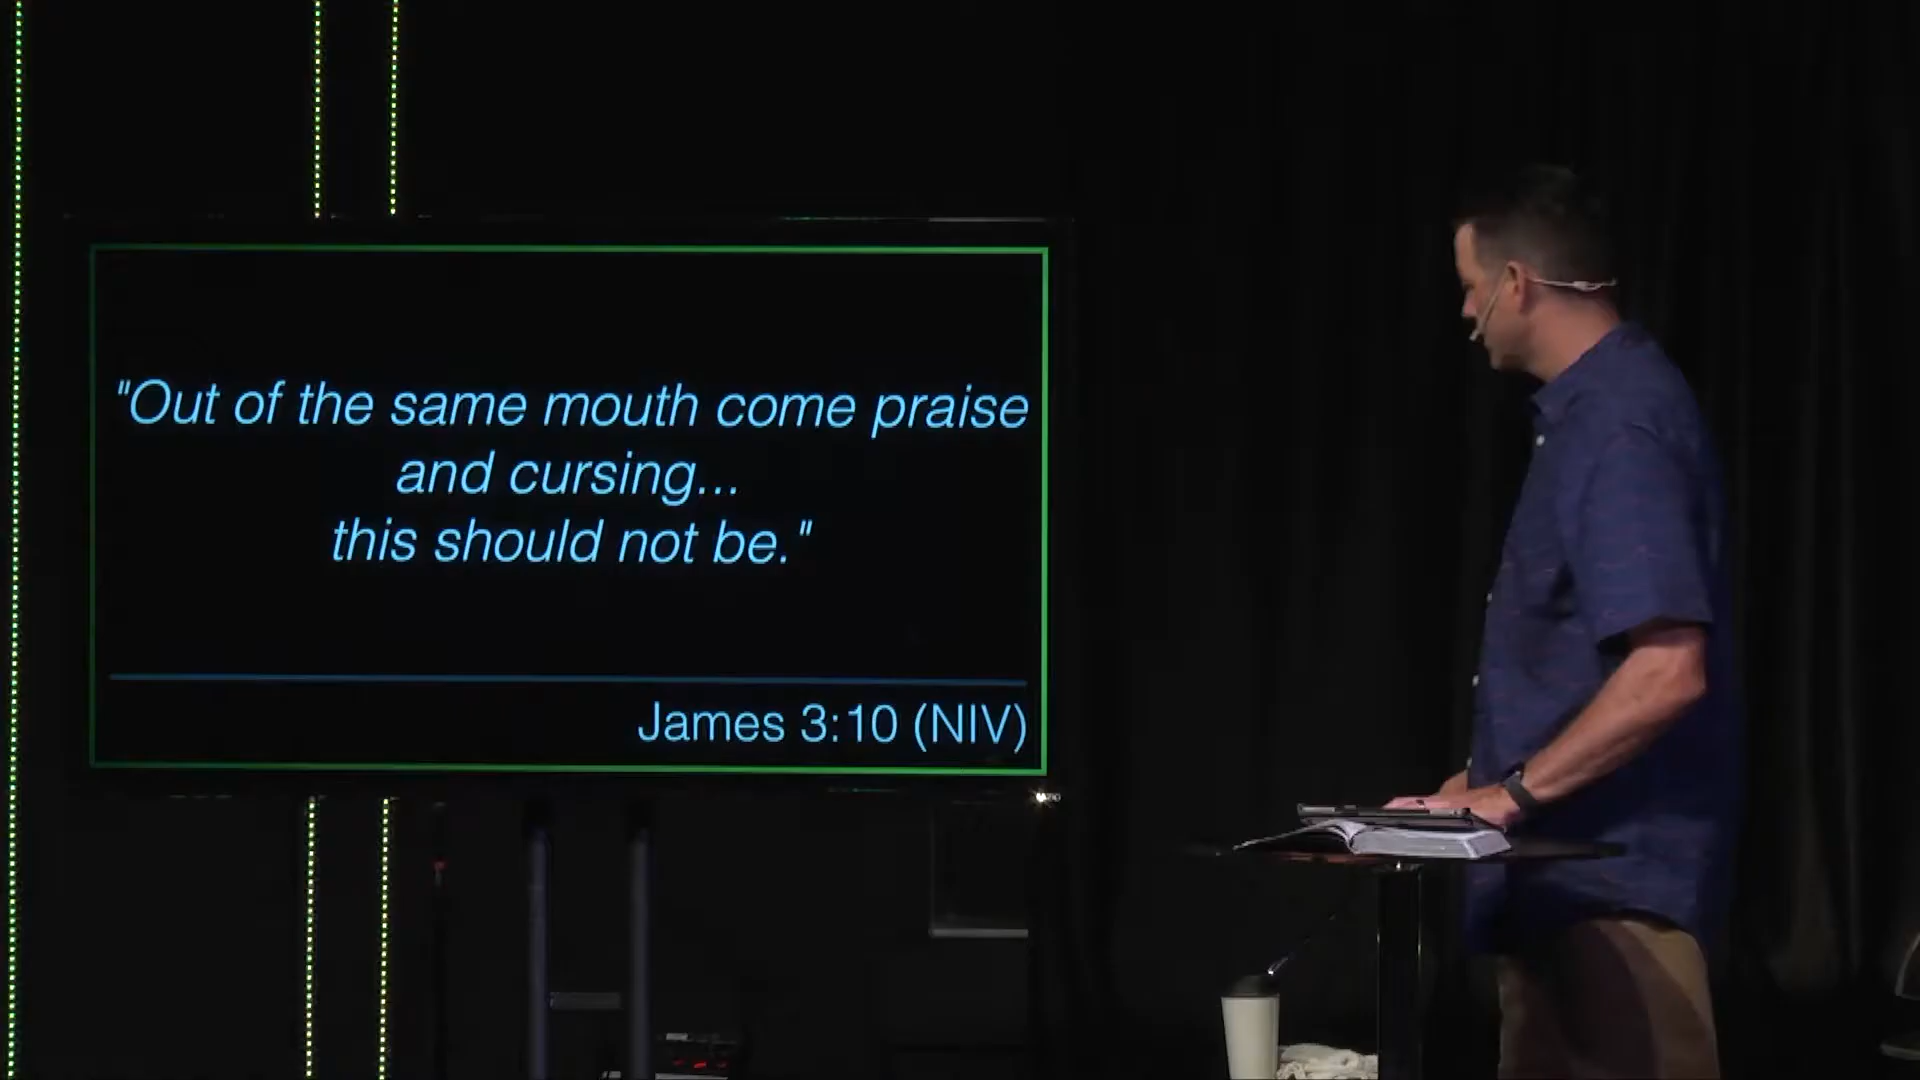 "Out of the same mouth come praise
and cursing...
this should not be."
James 3:10 (NIV)